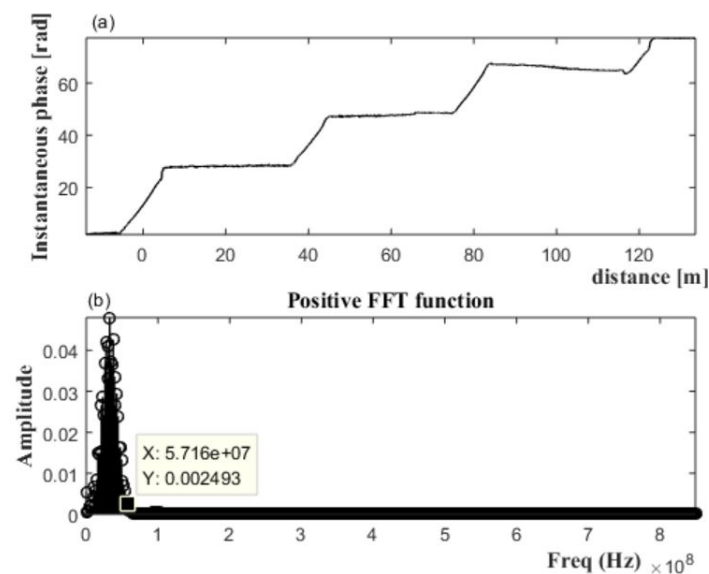 (a)
Instantaneous phase [rad]
60
40
20
0 20 40 60 80 100 120
distance [m]
(b)
Positive FFT function
Amplitude
0.04
0.03
0.02
0.01
0
X: 5.716e+07
Y: 0.002493
0 1 2 3 4 5 6 7 8
Freq (Hz) ×10⁸